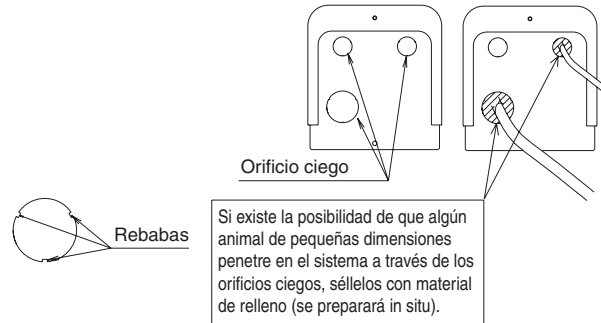 Orificio ciego
Rebabas
Si existe la posibilidad de que algún
animal de pequeñas dimensiones
penetre en el sistema a través de los
orificios ciegos, séllelos con material
de relleno (se preparará in situ).